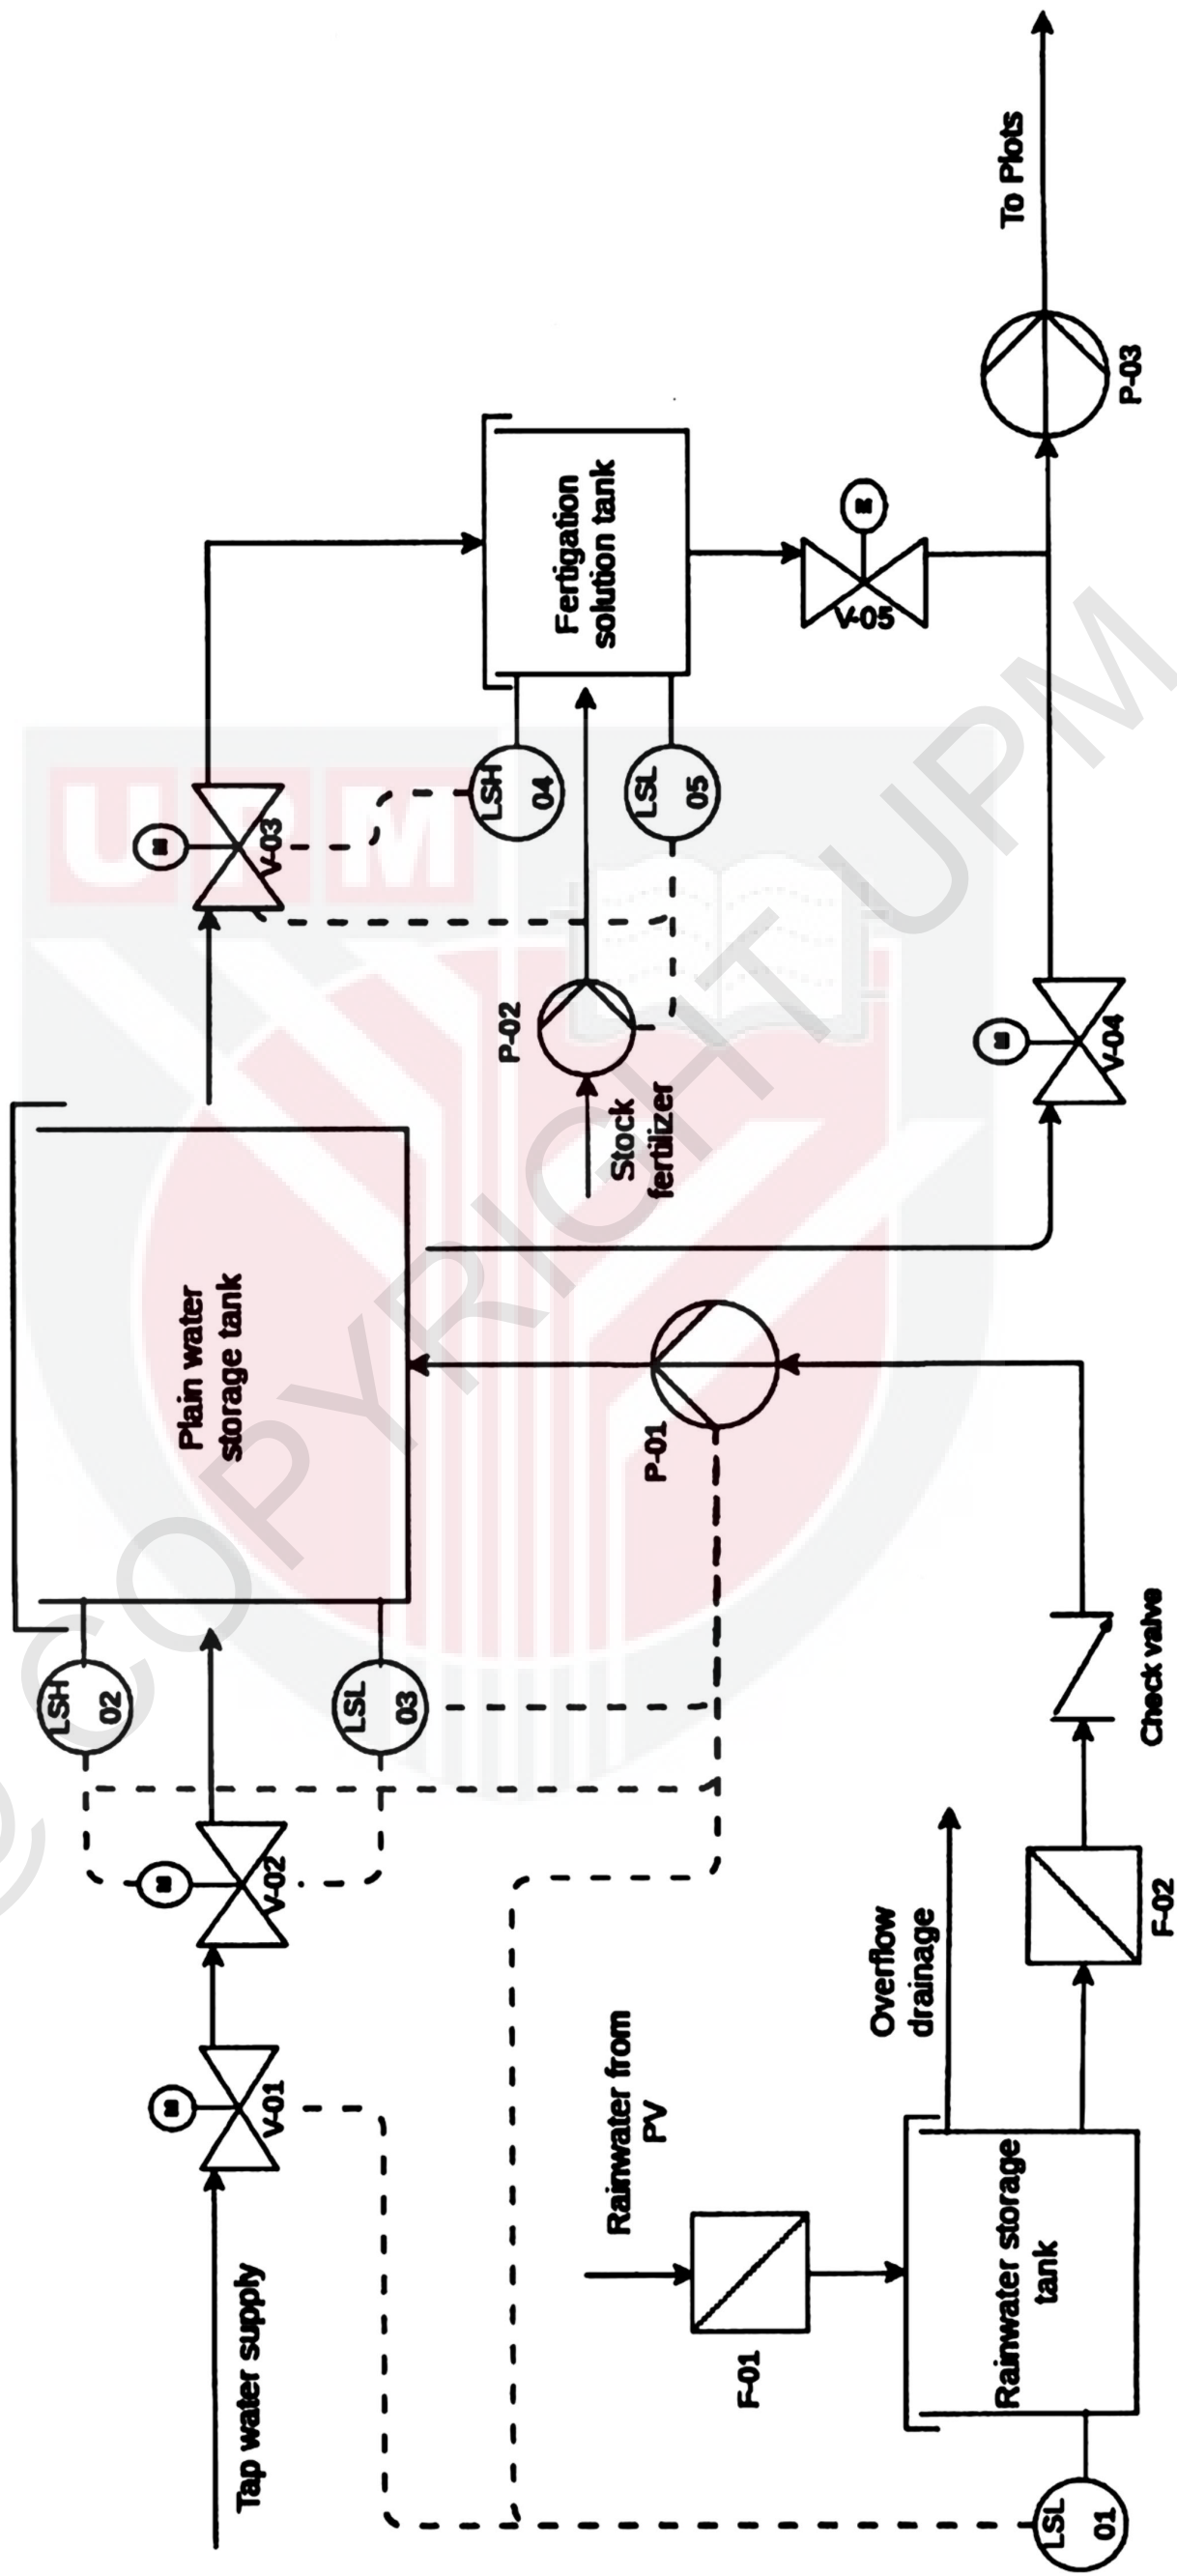 Tap water supply
M
V-01
M
V-02
LSH
02
LSL
03
Plain water
storage tank
M
V-03
LSH
04
LSL
05
Fertigation
solution tank
P-02
Stock
fertilizer
M
V-05
Rainwater from
PV
F-01
Overflow
drainage
Rainwater storage
tank
LSL
01
F-02
Check valve
P-01
M
V-04
P-03
To Plots
UPM
@ COPYRIGHT UPM